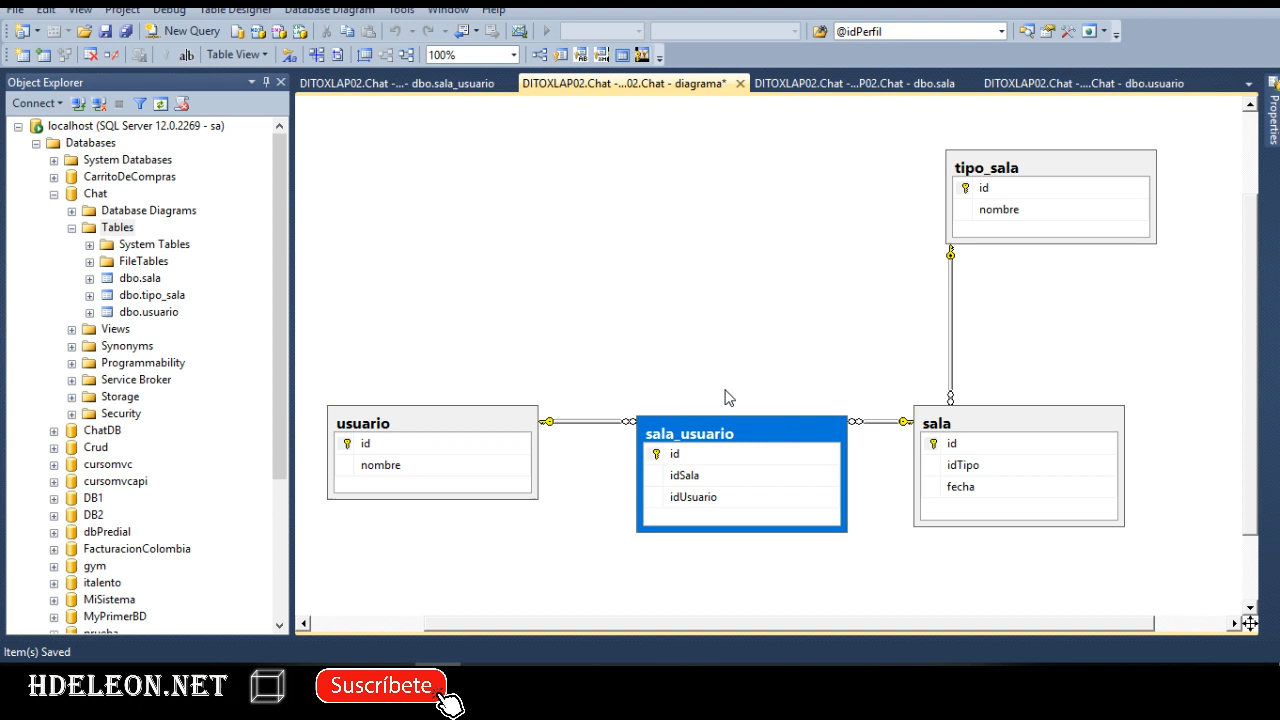 File Edit View Project Debug Table Designer Database Diagram Tools Window Help
New Query @idPerfil
ab Table View 100%
Object Explorer
DITOXLAP02.Chat -...- dbo.sala_usuario DITOXLAP02.Chat -...02.Chat - diagrama* DITOXLAP02.Chat -...P02.Chat - dbo.sala DITOXLAP02.Chat -....Chat - dbo.usuario
Connect
Properties
localhost (SQL Server 12.0.2269 - sa)
Databases
System Databases
CarritoDeCompras
Chat
Database Diagrams
Tables
System Tables
FileTables
dbo.sala
dbo.tipo_sala
dbo.usuario
Views
Synonyms
Programmability
Service Broker
Storage
Security
ChatDB
Crud
cursomvc
cursomvcapi
DB1
DB2
dbPredial
FacturacionColombia
gym
italento
MiSistema
MyPrimerBD
prueba
tipo_sala
id
nombre
usuario
id
nombre
sala_usuario
id
idSala
idUsuario
sala
id
idTipo
fecha
Item(s) Saved
HDELEON.NET
Suscríbete